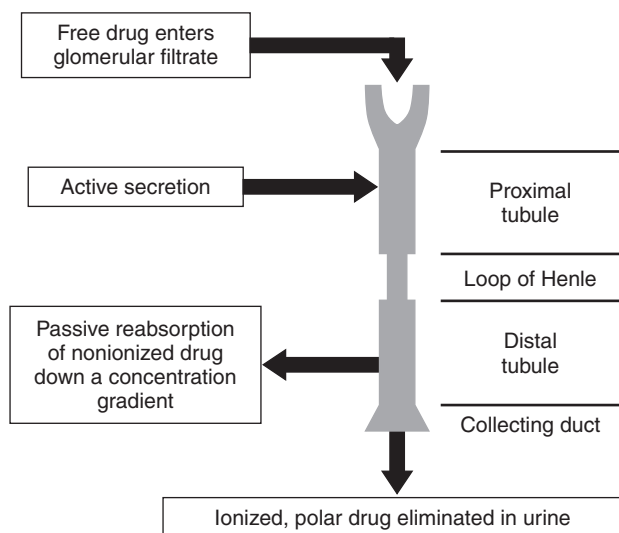 Free drug enters
glomerular filtrate
Active secretion
Proximal
tubule
Loop of Henle
Passive reabsorption
of nonionized drug
down a concentration
gradient
Distal
tubule
Collecting duct
Ionized, polar drug eliminated in urine